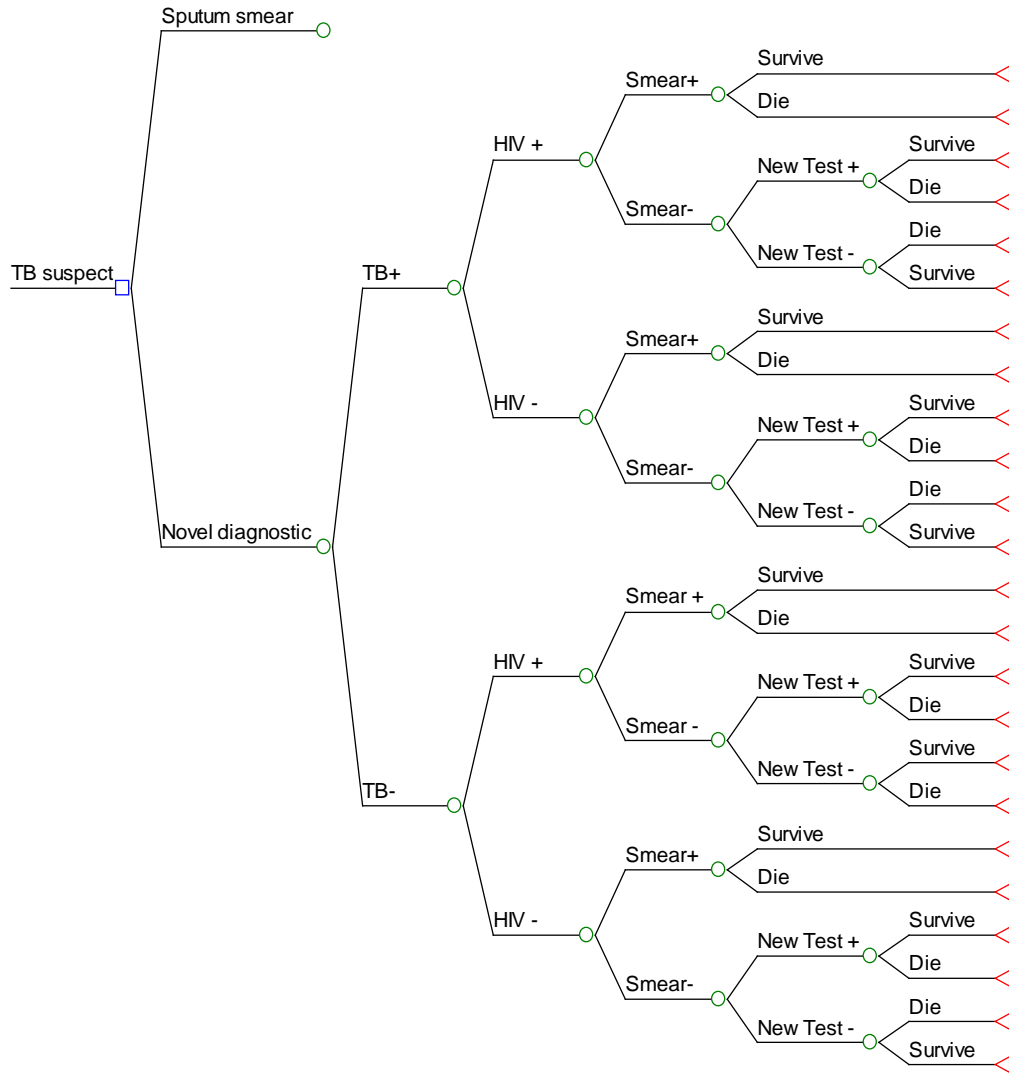 Sputum smear
Survive
Smear+
Die
HIV +
Survive
New Test +
Die
Smear-
Die
New Test -
Survive
TB suspect
TB+
Survive
Smear+
Die
HIV -
Survive
New Test +
Die
Smear-
Die
New Test -
Survive
Novel diagnostic
Survive
Smear +
Die
HIV +
Survive
New Test +
Die
Smear -
Survive
New Test -
Die
TB-
Survive
Smear+
Die
HIV -
Survive
New Test +
Die
Smear-
Die
New Test -
Survive